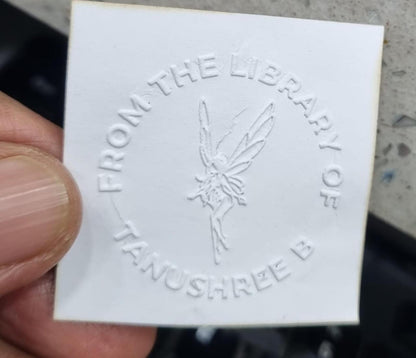 FROM THE LIBRARY OF
TANUSHREE B